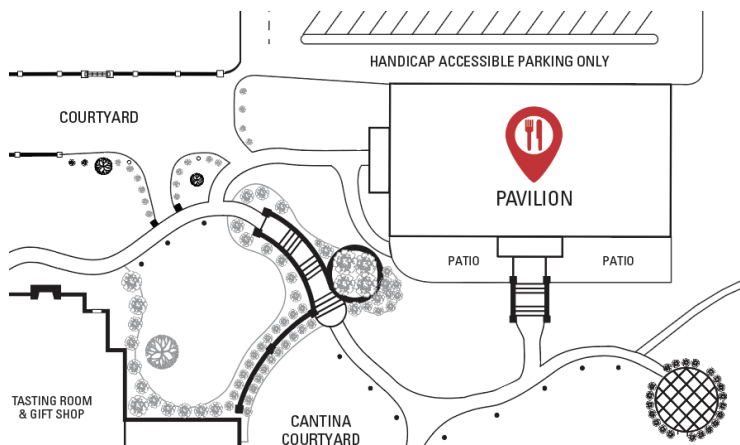 HANDICAP ACCESSIBLE PARKING ONLY
COURTYARD
PAVILION
PATIO
PATIO
TASTING ROOM
& GIFT SHOP
CANTINA
COURTYARD